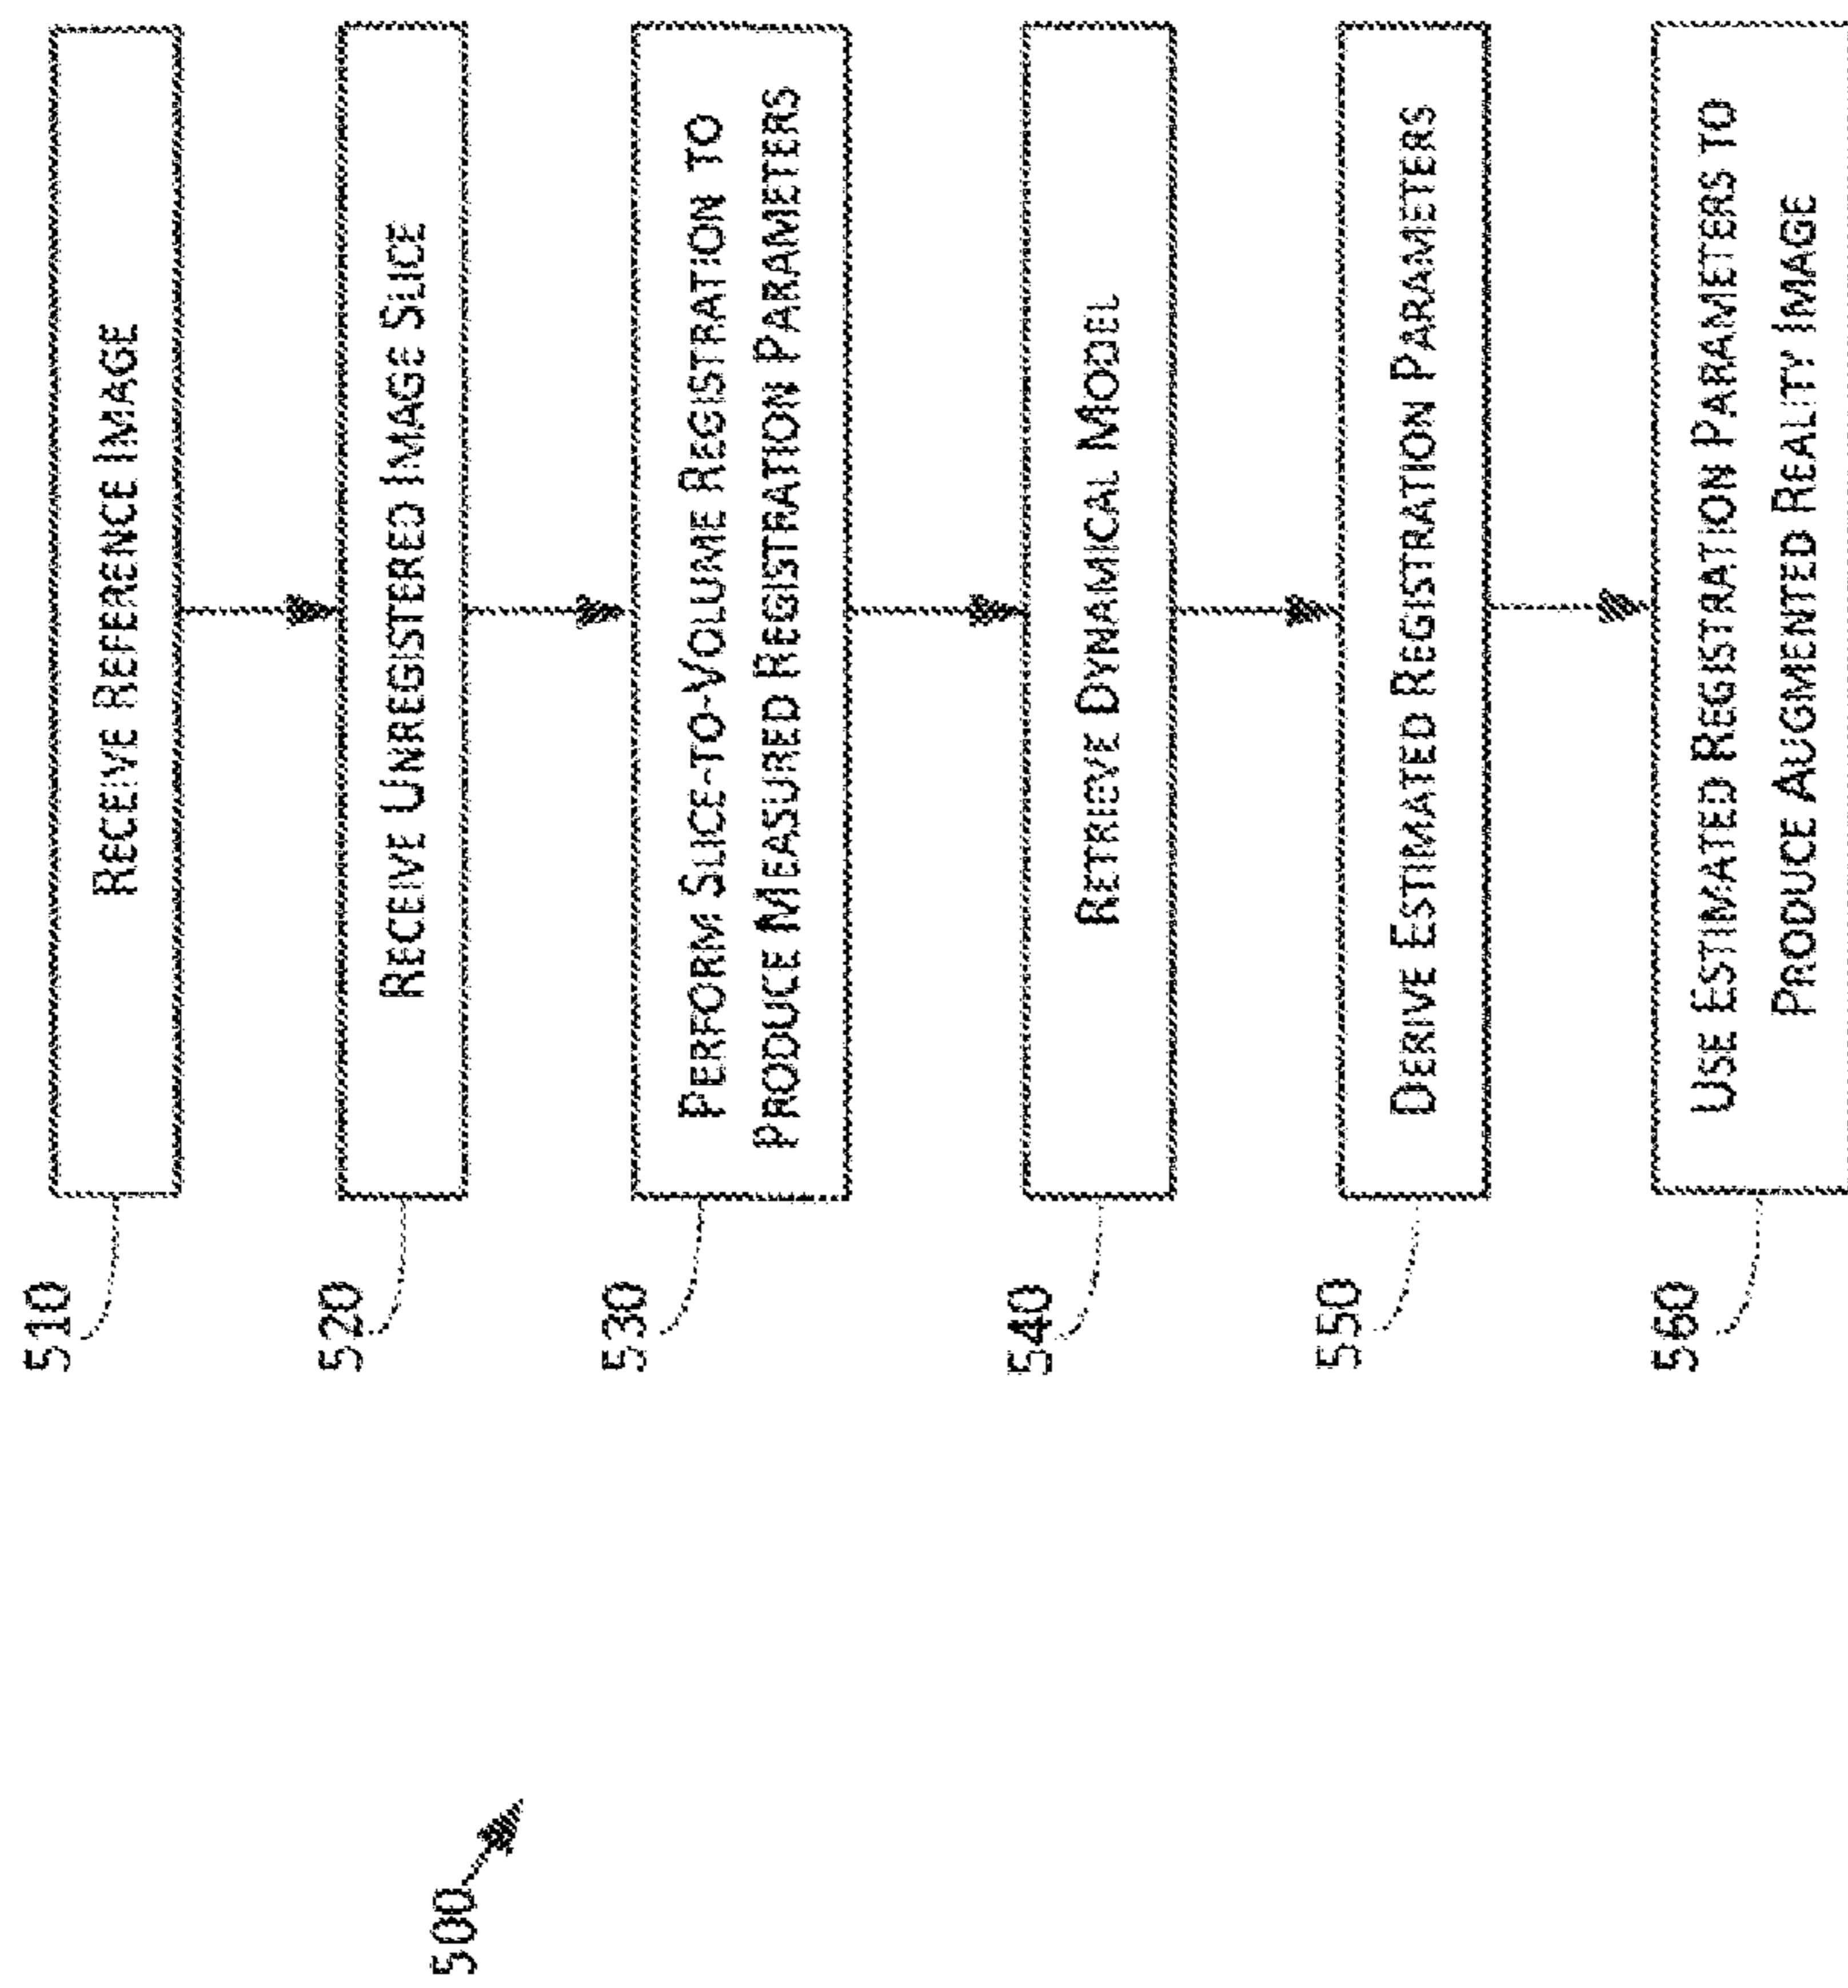 500
510
RECEIVE REFERENCE IMAGE
520
RECEIVE UNREGISTERED IMAGE SLICE
530
PERFORM SLICE-TO-VOLUME REGISTRATION TO
PRODUCE MEASURED REGISTRATION PARAMETERS
540
RETRIEVE DYNAMICAL MODEL
550
DERIVE ESTIMATED REGISTRATION PARAMETERS
560
USE ESTIMATED REGISTRATION PARAMETERS TO
PRODUCE AUGMENTED REALITY IMAGE